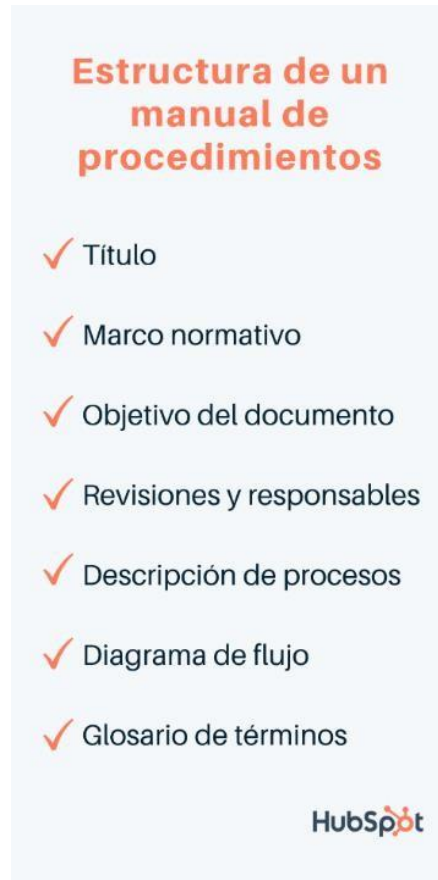 Estructura de un
manual de
procedimientos
Título
Marco normativo
Objetivo del documento
Revisiones y responsables
Descripción de procesos
Diagrama de flujo
Glosario de términos
HubSpot